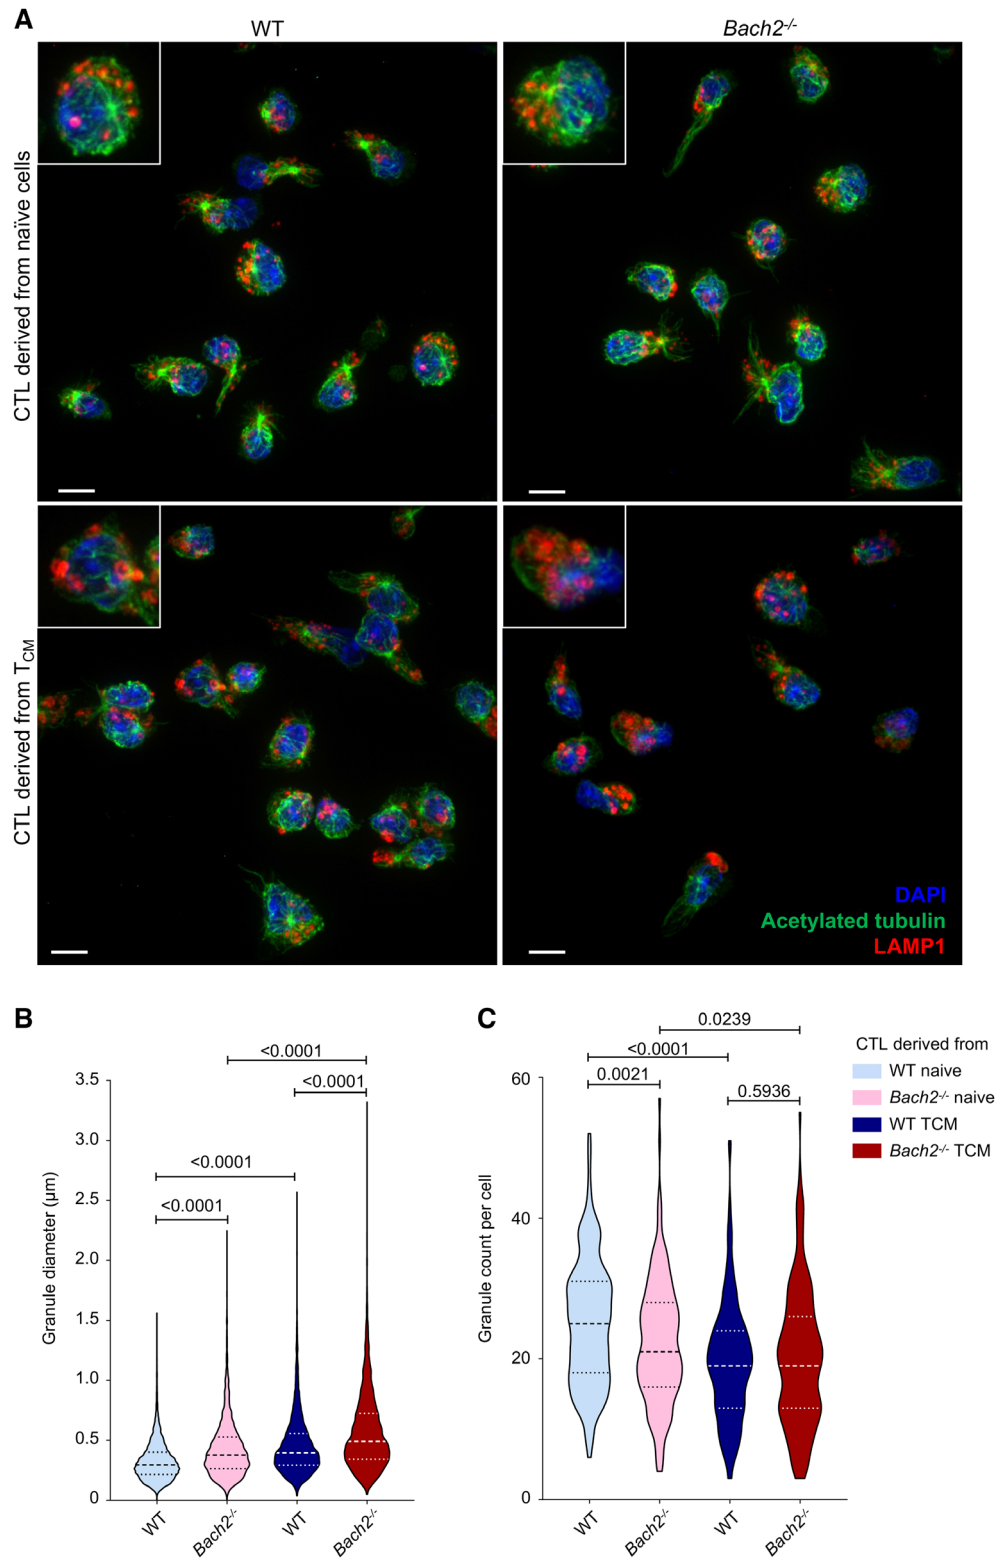 A
WT
Bach2-/-
CTL derived from naïve cells
CTL derived from TCM
DAPI
Acetylated tubulin
LAMP1
B
<0.0001
<0.0001
<0.0001
<0.0001
Granule diameter (µm)
3.5
3.0
2.5
2.0
1.5
1.0
0.5
0
WT
Bach2-/-
WT
Bach2-/-
C
0.0239
<0.0001
0.0021
0.5936
Granule count per cell
60
40
20
0
WT
Bach2-/-
WT
Bach2-/-
CTL derived from
WT naive
Bach2-/- naive
WT TCM
Bach2-/- TCM